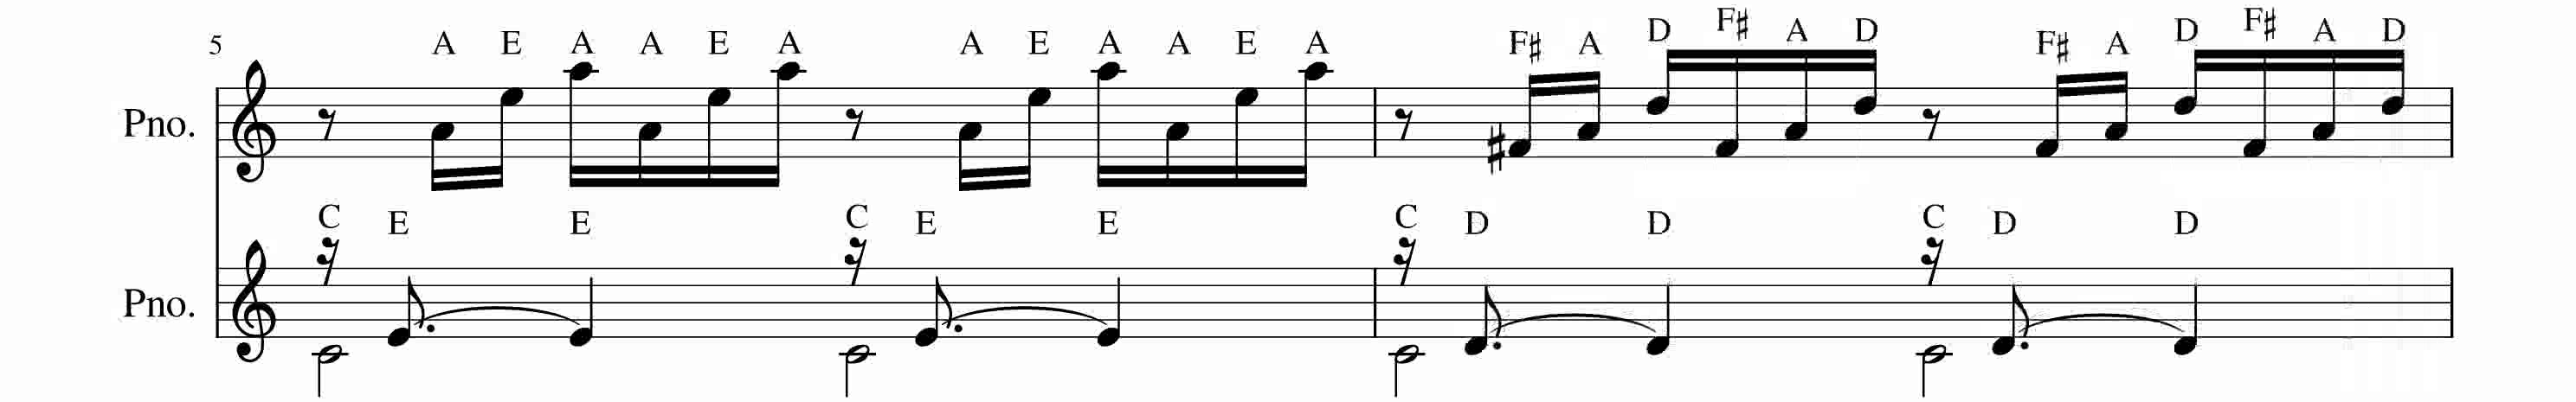 5
A E A A E A A E A A E A F♯ A D F♯ A D F♯ A D F♯ A D
Pno.
C E E C E E C D D C D D
Pno.